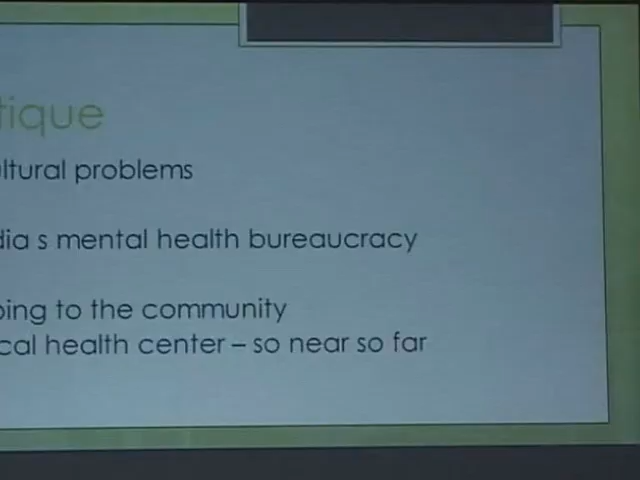 tique
ltural problems
dia s mental health bureaucracy
oing to the community
cal health center – so near so far